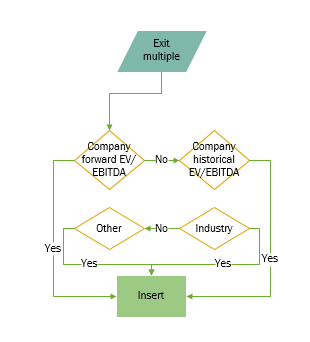 Exit
multiple
Company
forward EV/
EBITDA
No
Company
historical
EV/EBITDA
Other
No
Industry
Yes
Yes
Yes
Yes
Insert